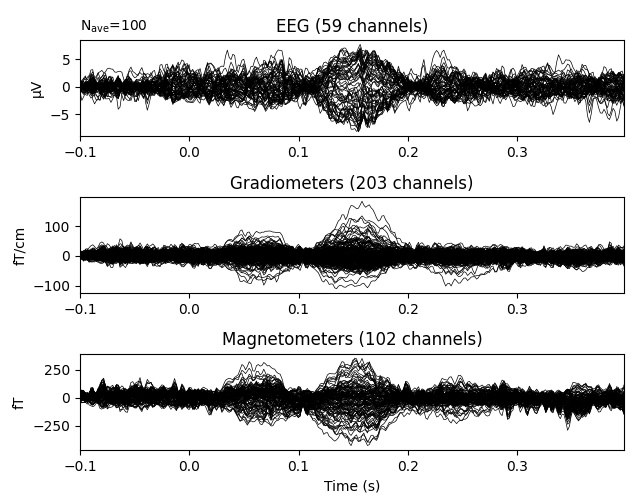 N_ave=100
EEG (59 channels)
5
0
−5
µV
−0.1 0.0 0.1 0.2 0.3
Gradiometers (203 channels)
100
0
−100
fT/cm
−0.1 0.0 0.1 0.2 0.3
Magnetometers (102 channels)
250
0
−250
fT
−0.1 0.0 0.1 0.2 0.3
Time (s)